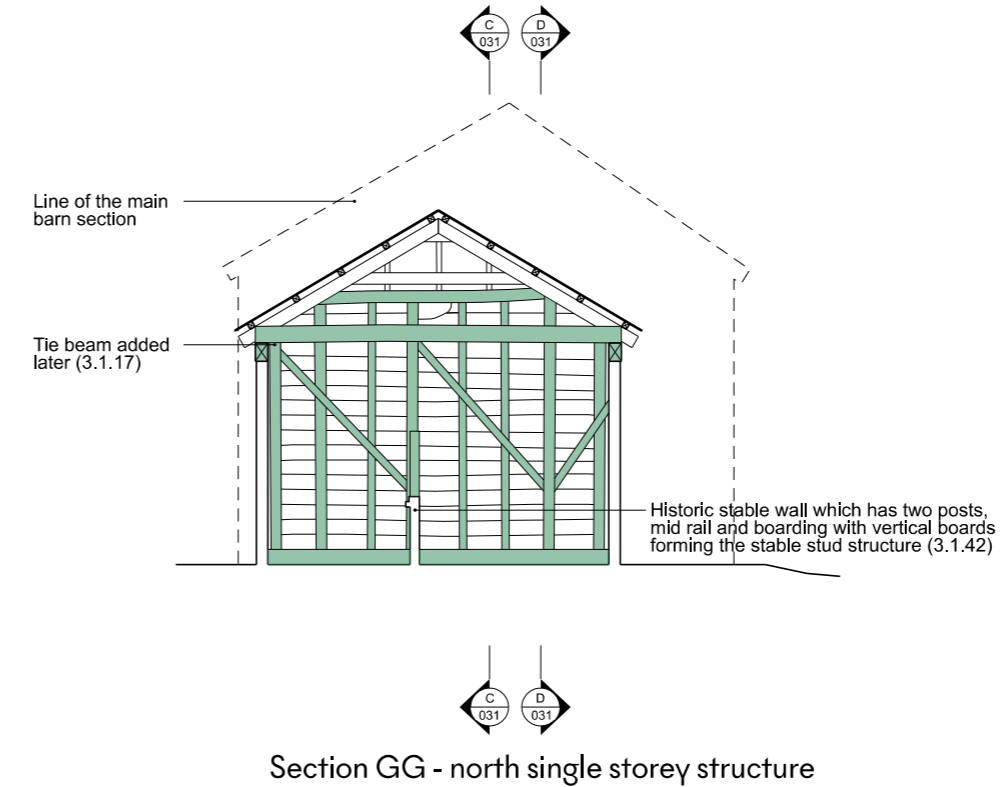 C D
031 031
Line of the main
barn section
Tie beam added
later (3.1.17)
Historic stable wall which has two posts,
mid rail and boarding with vertical boards
forming the stable stud structure (3.1.42)
C D
031 031
Section GG - north single storey structure